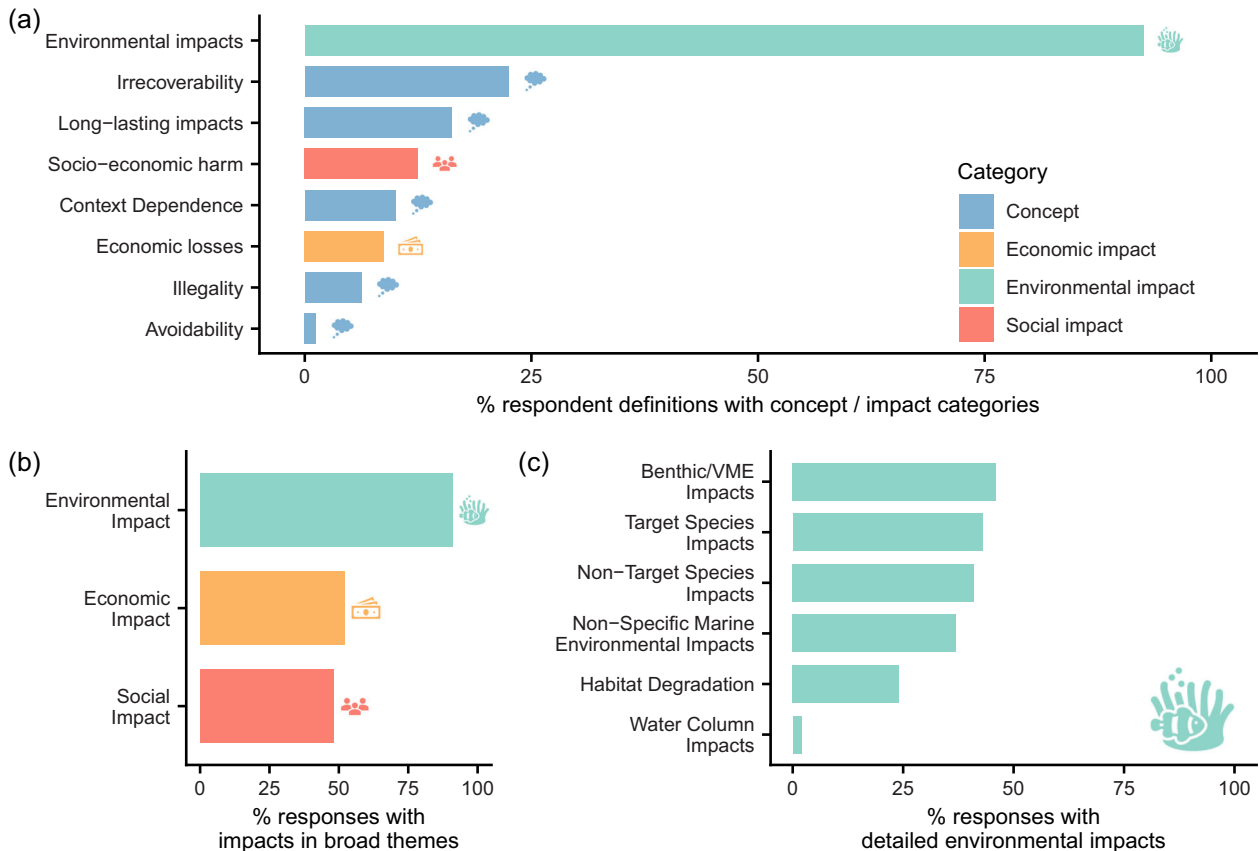 (a)
Environmental impacts
Irrecoverability
Long−lasting impacts
Socio−economic harm
Context Dependence
Economic losses
Illegality
Avoidability
0 25 50 75 100
% respondent definitions with concept / impact categories
Category
Concept
Economic impact
Environmental impact
Social impact
(b)
Environmental
Impact
Economic
Impact
Social
Impact
0 25 50 75 100
% responses with
impacts in broad themes
(c)
Benthic/VME
Impacts
Target Species
Impacts
Non−Target Species
Impacts
Non−Specific Marine
Environmental Impacts
Habitat Degradation
Water Column
Impacts
0 25 50 75 100
% responses with
detailed environmental impacts